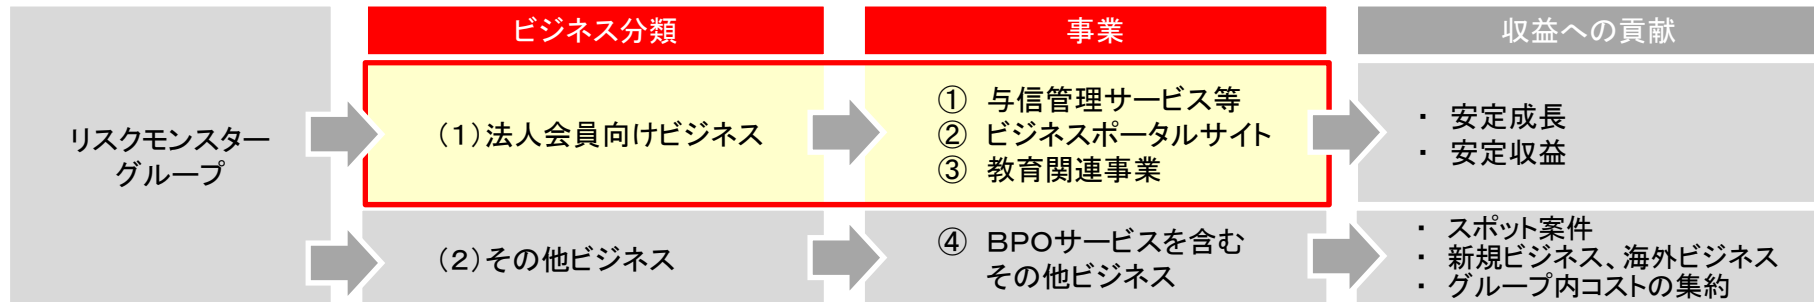 ビジネス分類
事業
収益への貢献
リスクモンスター
グループ
（1）法人会員向けビジネス
① 与信管理サービス等
② ビジネスポータルサイト
③ 教育関連事業
・ 安定成長
・ 安定収益
（2）その他ビジネス
④ BPOサービスを含む
その他ビジネス
・ スポット案件
・ 新規ビジネス、海外ビジネス
・ グループ内コストの集約